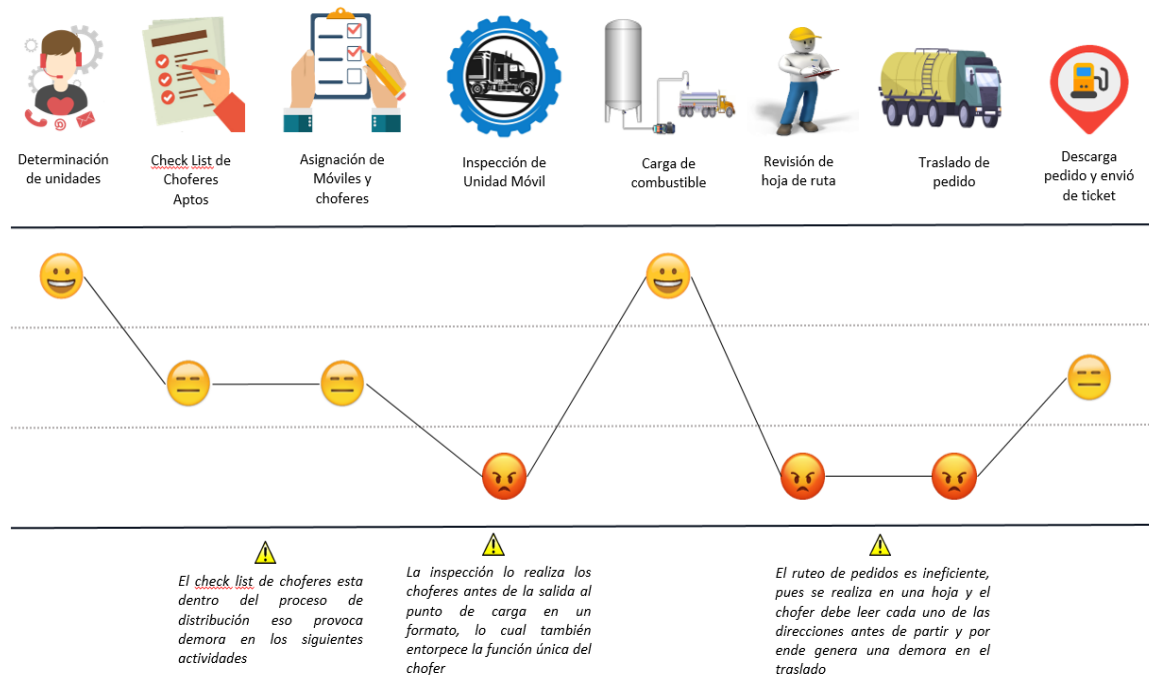 Determinación
de unidades
Check List de
Choferes
Aptos
Asignación de
Móviles y
choferes
Inspección de
Unidad Móvil
Carga de
combustible
Revisión de
hoja de ruta
Traslado de
pedido
Descarga
pedido y envió
de ticket
El check list de choferes esta
dentro del proceso de
distribución eso provoca
demora en los siguientes
actividades
La inspección lo realiza los
choferes antes de la salida al
punto de carga en un
formato, lo cual también
entorpece la función única del
chofer
El ruteo de pedidos es ineficiente,
pues se realiza en una hoja y el
chofer debe leer cada uno de las
direcciones antes de partir y por
ende genera una demora en el
traslado